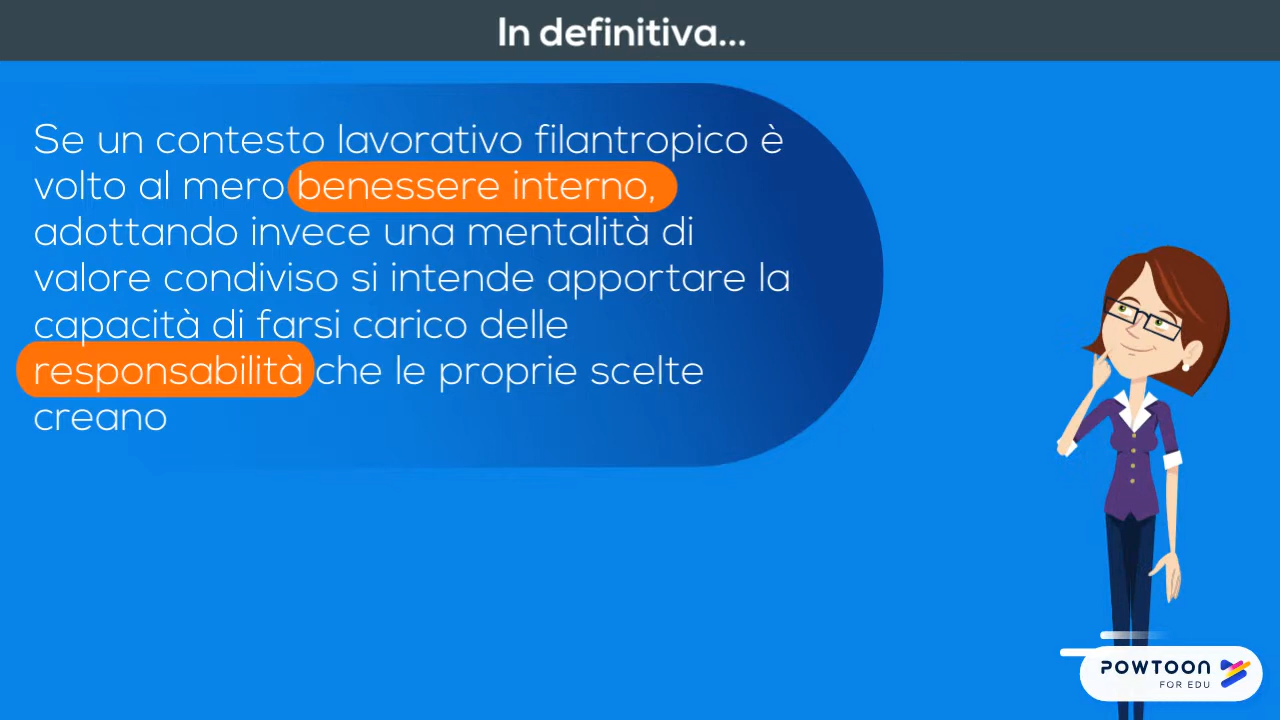 In definitiva...
Se un contesto lavorativo filantropico è
volto al mero benessere interno,
adottando invece una mentalità di
valore condiviso si intende apportare la
capacità di farsi carico delle
responsabilità che le proprie scelte
creano
POWTOON
FOR EDU